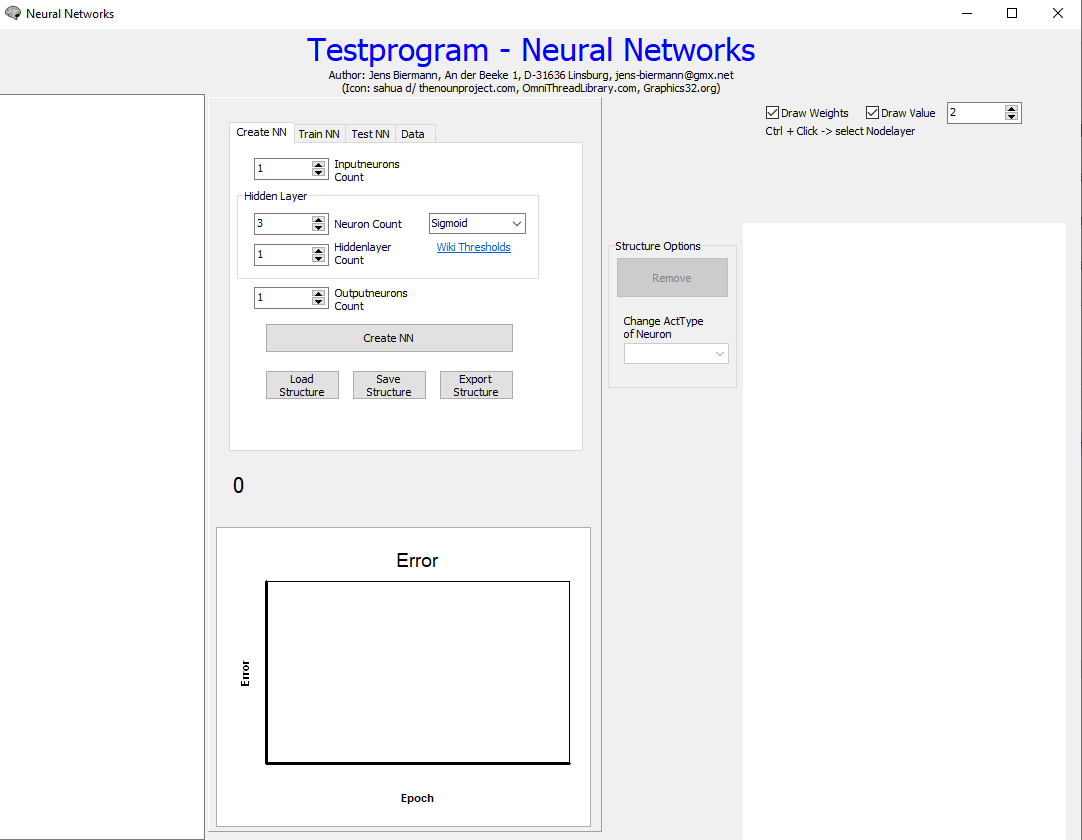 Neural Networks
Testprogram - Neural Networks
Author: Jens Biermann, An der Beeke 1, D-31636 Linsburg, jens-biermann@gmx.net
(Icon: sahua d/ thenounproject.com, OmniThreadLibrary.com, Graphics32.org)
Draw Weights
Draw Value
2
Ctrl + Click -> select Nodelayer
Create NN
Train NN
Test NN
Data
1
Inputneurons
Count
Hidden Layer
3
Neuron Count
Sigmoid
1
Hiddenlayer
Count
Wiki Thresholds
1
Outputneurons
Count
Create NN
Load
Structure
Save
Structure
Export
Structure
Structure Options
Remove
Change ActType
of Neuron
0
Error
Error
Epoch